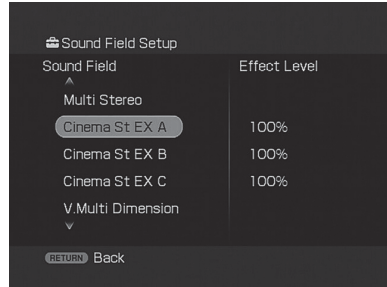 Sound Field Setup
Sound Field Effect Level
Multi Stereo
Cinema St EX A 100%
Cinema St EX B 100%
Cinema St EX C 100%
V.Multi Dimension
RETURN Back